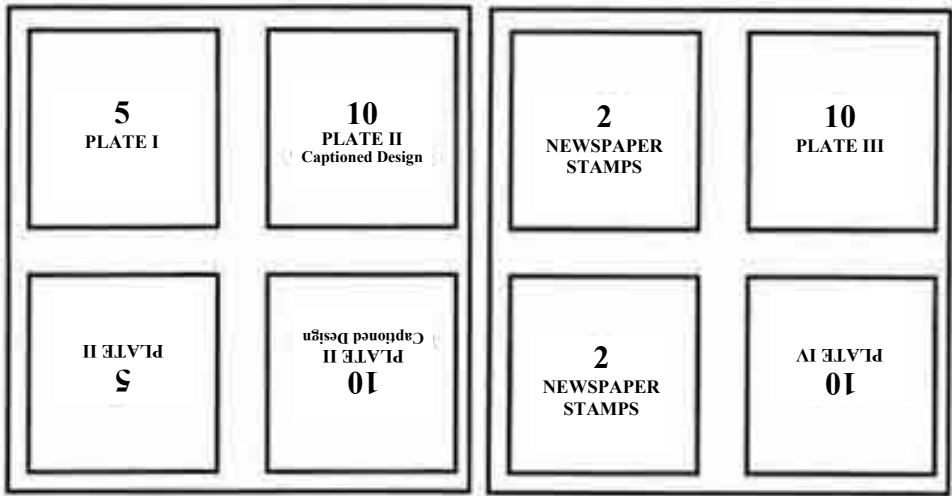 5
PLATE I
10
PLATE II
Captioned Design
2
NEWSPAPER
STAMPS
10
PLATE III
5
PLATE II
10
PLATE II
Captioned Design
2
NEWSPAPER
STAMPS
10
PLATE IV